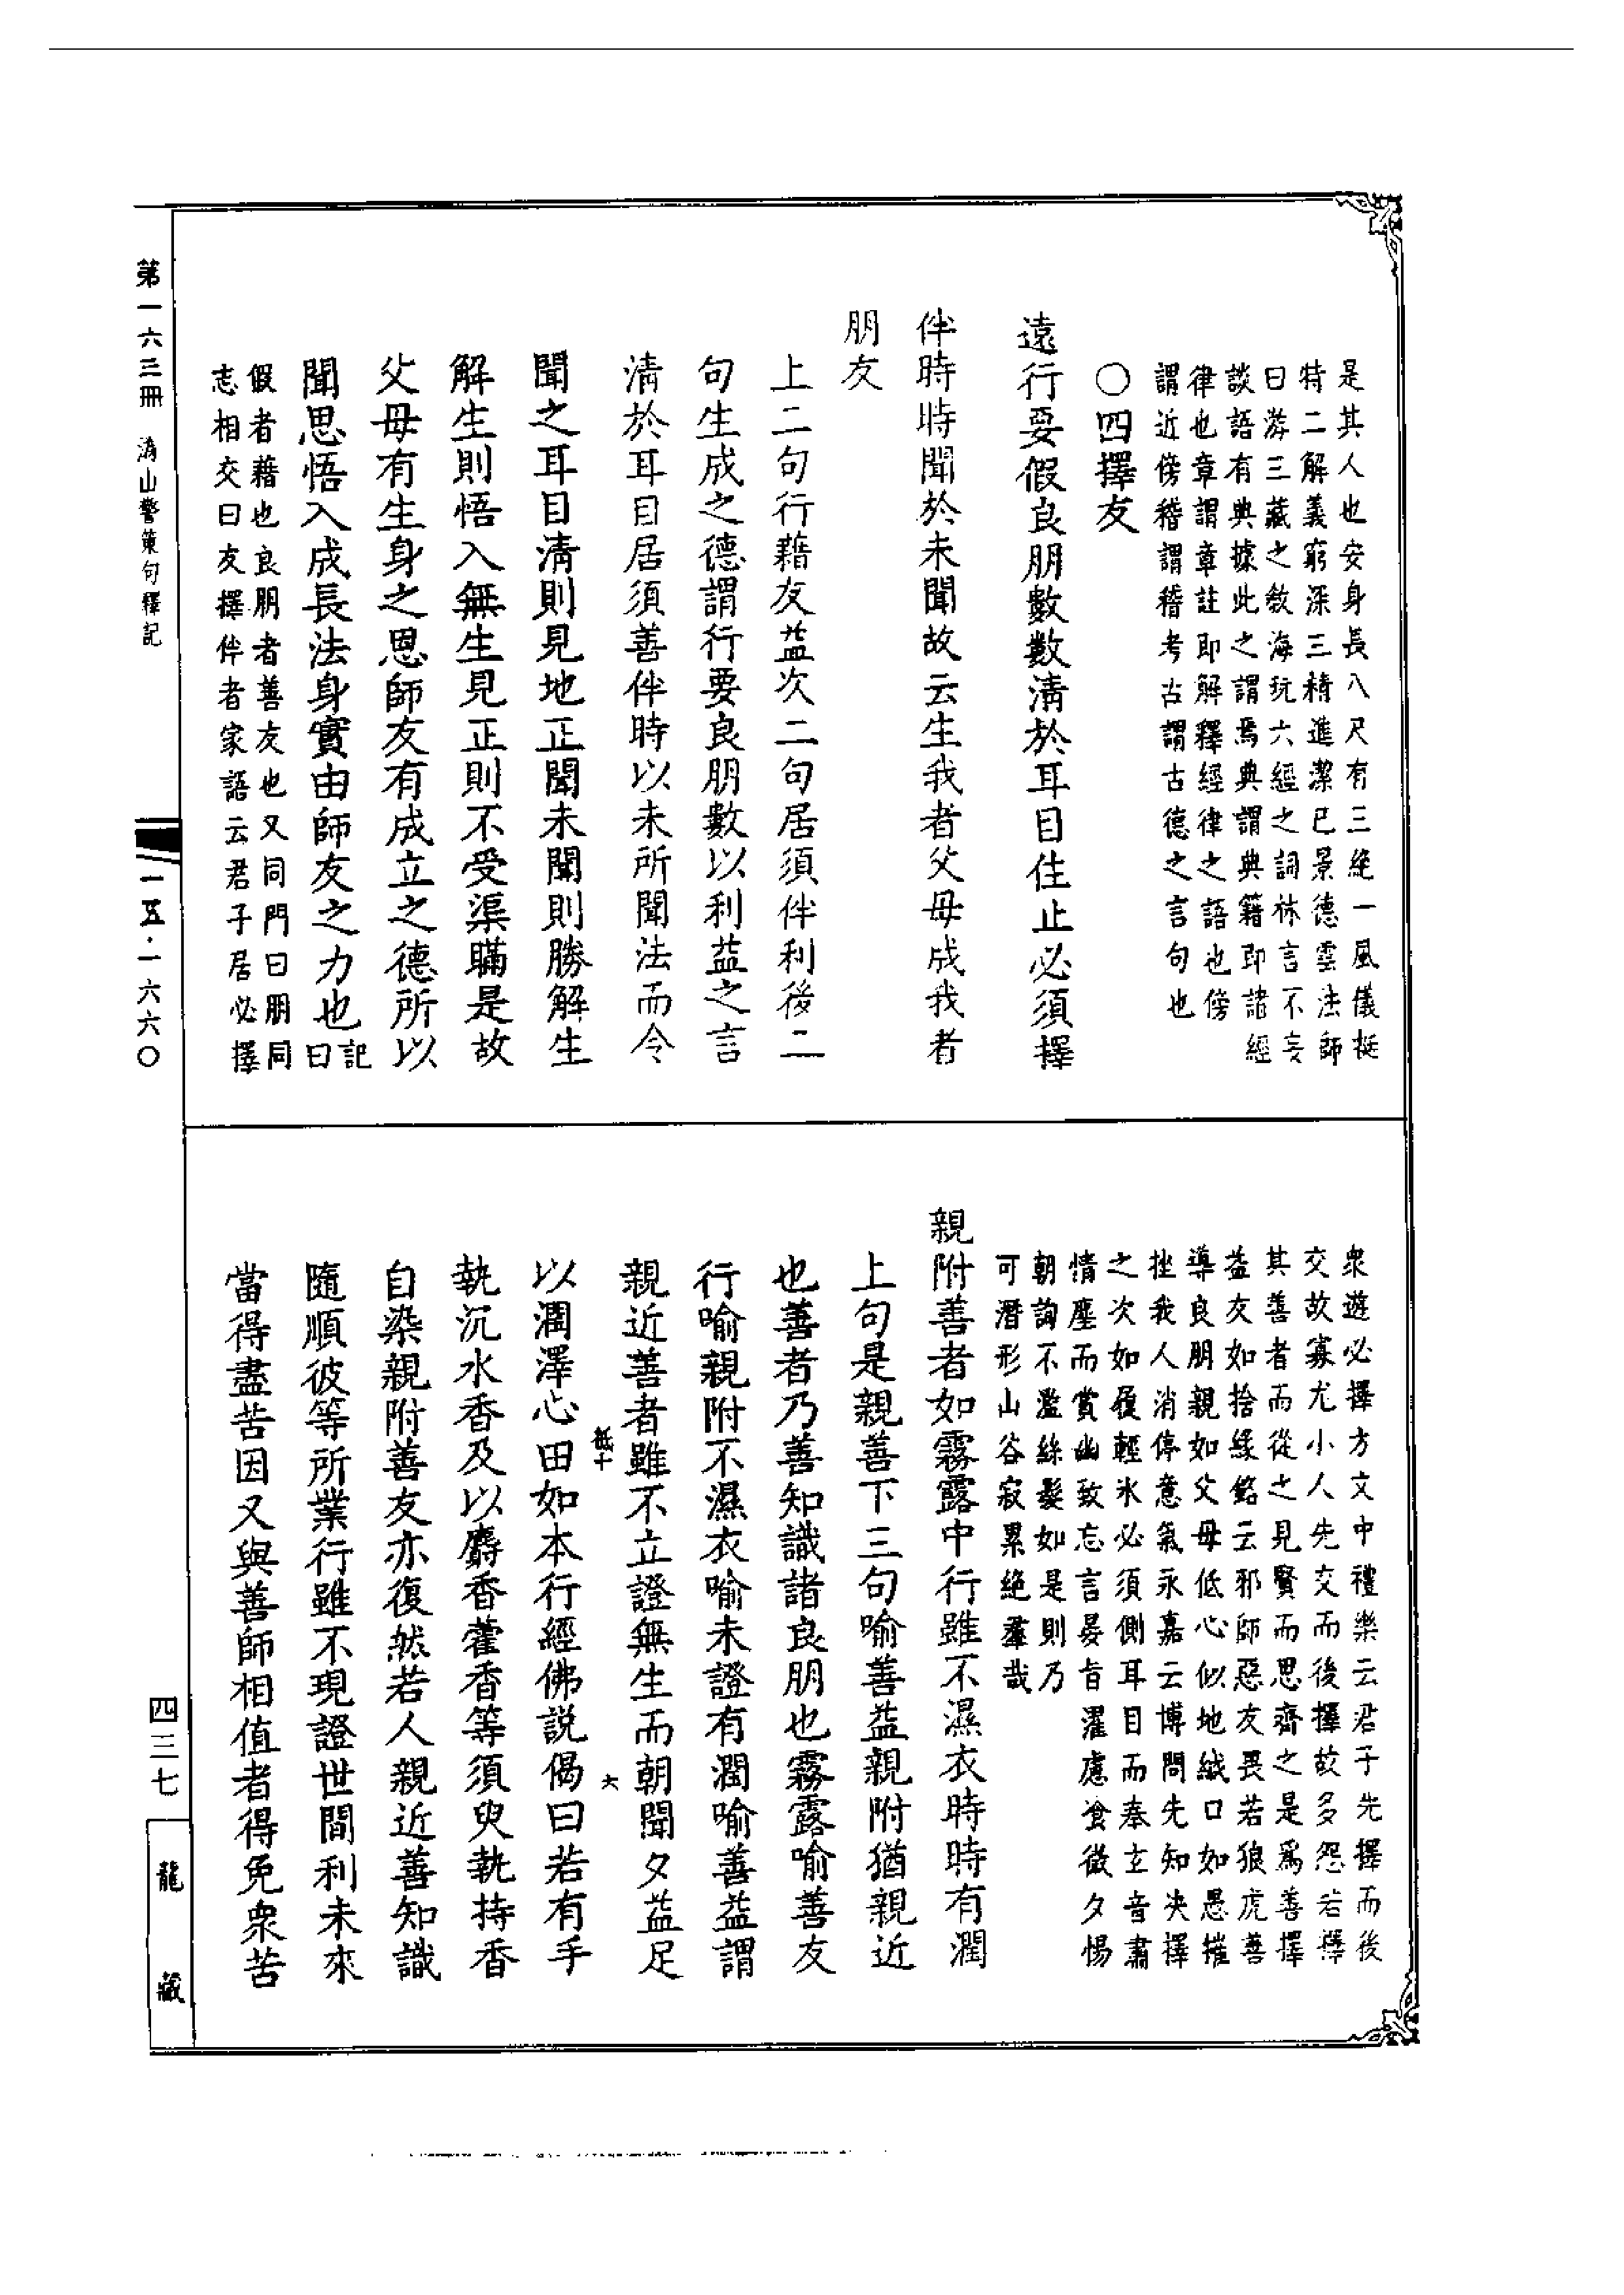 是其人也安身長八尺有三絶一風儀挺
特二解義窮深三精進潔已景德雲法師
曰游三藏之教海玩六經之詞林言不妄
談語有典據此之謂焉典謂典籍即諸經
律也章謂章註即解釋經律之語也傍
謂近傍稽謂稽考古謂古德之言句也
〇四擇友
遠行要假良朋數數清於耳目住止必須擇
伴時時聞於未聞故云生我者父母成我者
朋友
上二句行藉友益次二句居須伴利後二
句生成之德謂行要良朋數以利益之言
清於耳目居須善伴時以未所聞法而令
聞之耳目清則見地正聞未聞則勝解生
解生則悟入無生見正則不受渠瞞是故
父母有生身之恩師友有成立之德所以
聞思悟入成長法身實由師友之力也記曰
假者藉也良朋者善友也又同門曰朋同
志相交曰友擇伴者家語云君子居必擇
衆遊必擇方文中禮樂云君子先擇而後
交故寡尤小人先交而後擇故多怨若擇
其善者而從之見賢而思齊之是爲善擇
益友如捨緣銘云邪師惡友畏若狼虎善
導良朋親如父母低心似地緘口如愚摧
挫我人消停意氣永嘉云博問先知決擇
之次如履輕氷必須側耳目而奉玄音肅
情塵而賞幽致忘言晏旨濯慮飡微夕惕
朝詢不濫絲髮如是則乃
可潛形山谷寂累絶羣哉
親附善者如霧露中行雖不濕衣時時有潤
上句是親善下三句喻善益親附猶親近
也善者乃善知識諸良朋也霧露喻善友
行喻親附不濕衣喻未證有潤喻善益謂
親近善者雖不立證無生而朝聞夕益足
以潤澤心田如本行經佛説偈曰若有手
執沉水香及以麝香藿香等須臾執持香
自染親附善友亦復然若人親近善知識
隨順彼等所業行雖不現證世間利未來
當得盡苦因又與善師相值者得免衆苦
六
第一六三冊　溈山警策句釋記
一五·一六六〇
四三七
龍藏